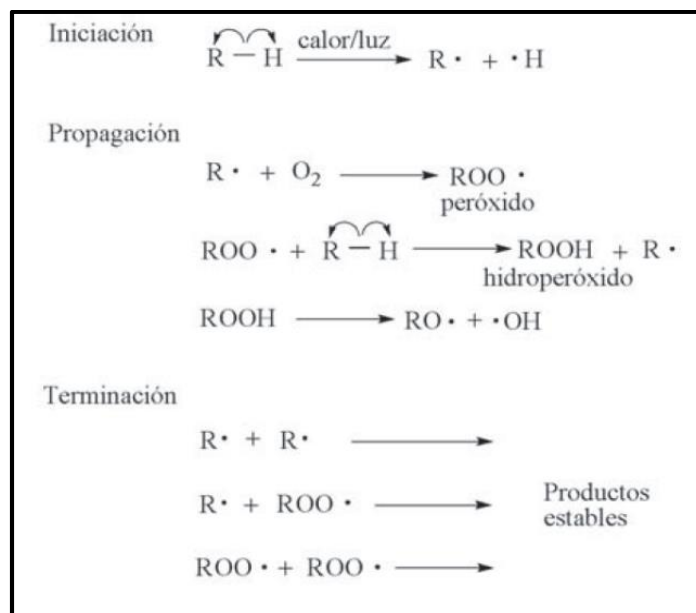 Iniciación
R — H calor/luz R · + · H
Propagación
R · + O₂ ROO ·
peróxido
ROO · + R — H ROOH + R ·
hidroperóxido
ROOH RO · + · OH
Terminación
R · + R ·
R · + ROO · Productos
estables
ROO · + ROO ·